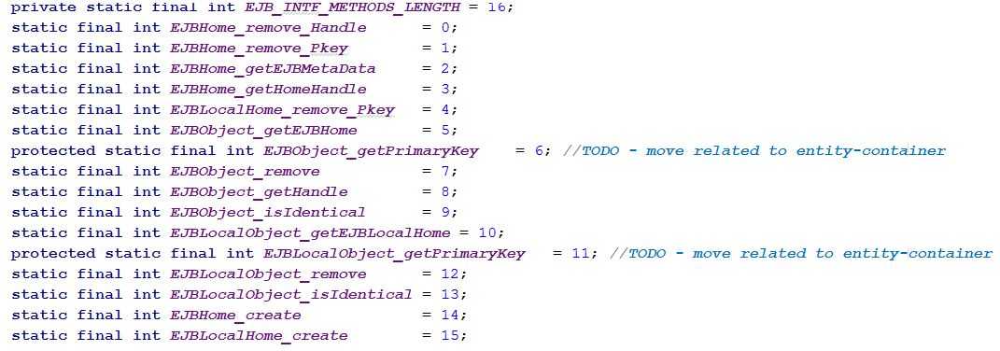 private static final int EJB_INTF_METHODS_LENGTH = 16;
static final int EJBHome_remove_Handle      = 0;
static final int EJBHome_remove_Pkey        = 1;
static final int EJBHome_getEJBMetaData     = 2;
static final int EJBHome_getHomeHandle      = 3;
static final int EJBLocalHome_remove_Pkey   = 4;
static final int EJBObject_getEJBHome       = 5;
protected static final int EJBObject_getPrimaryKey    = 6; //TODO - move related to entity-container
static final int EJBObject_remove           = 7;
static final int EJBObject_getHandle        = 8;
static final int EJBObject_isIdentical      = 9;
static final int EJBLocalObject_getEJBLocalHome = 10;
protected static final int EJBLocalObject_getPrimaryKey   = 11; //TODO - move related to entity-container
static final int EJBLocalObject_remove      = 12;
static final int EJBLocalObject_isIdentical = 13;
static final int EJBHome_create             = 14;
static final int EJBLocalHome_create        = 15;